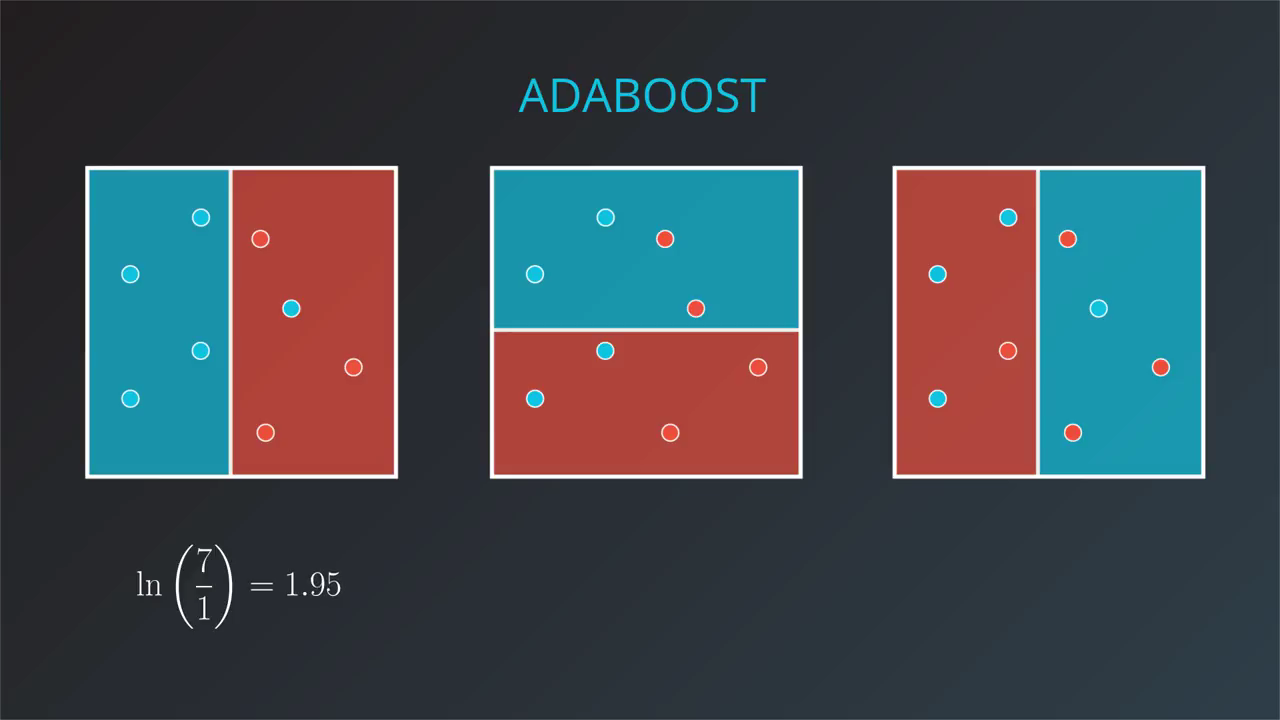 ADABOOST
ln(7/1) = 1.95